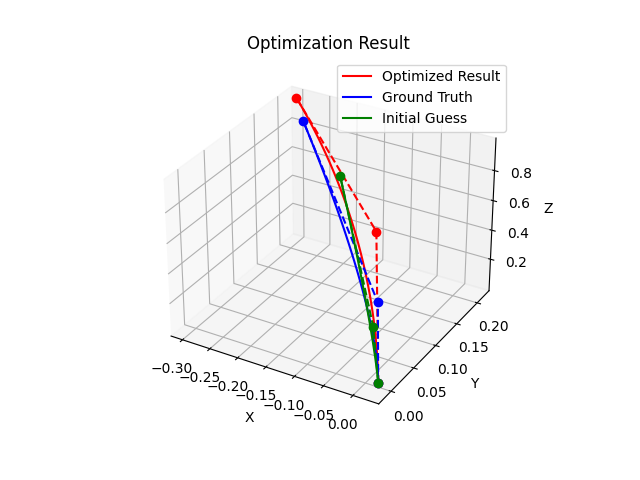 Optimization Result
Optimized Result
Ground Truth
Initial Guess
0.8
0.6
Z
0.4
0.2
0.20
0.15
0.10
Y
0.05
0.00
−0.30
−0.25
−0.20
−0.15
−0.10
−0.05
0.00
X